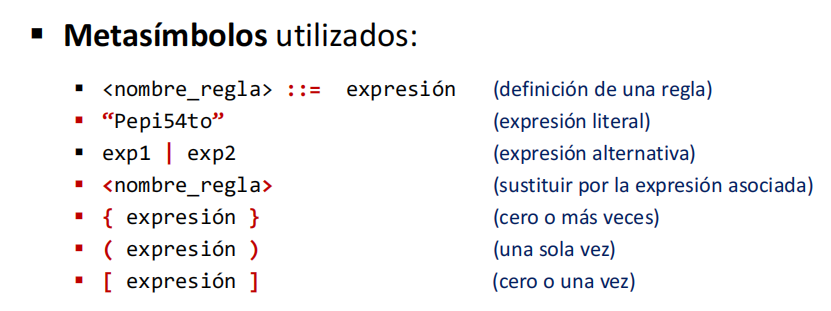 ▪ Metasímbolos utilizados:
▪ <nombre_regla> ::= expresión (definición de una regla)
▪ “Pepi54to” (expresión literal)
▪ exp1 | exp2 (expresión alternativa)
▪ <nombre_regla> (sustituir por la expresión asociada)
▪ { expresión } (cero o más veces)
▪ ( expresión ) (una sola vez)
▪ [ expresión ] (cero o una vez)